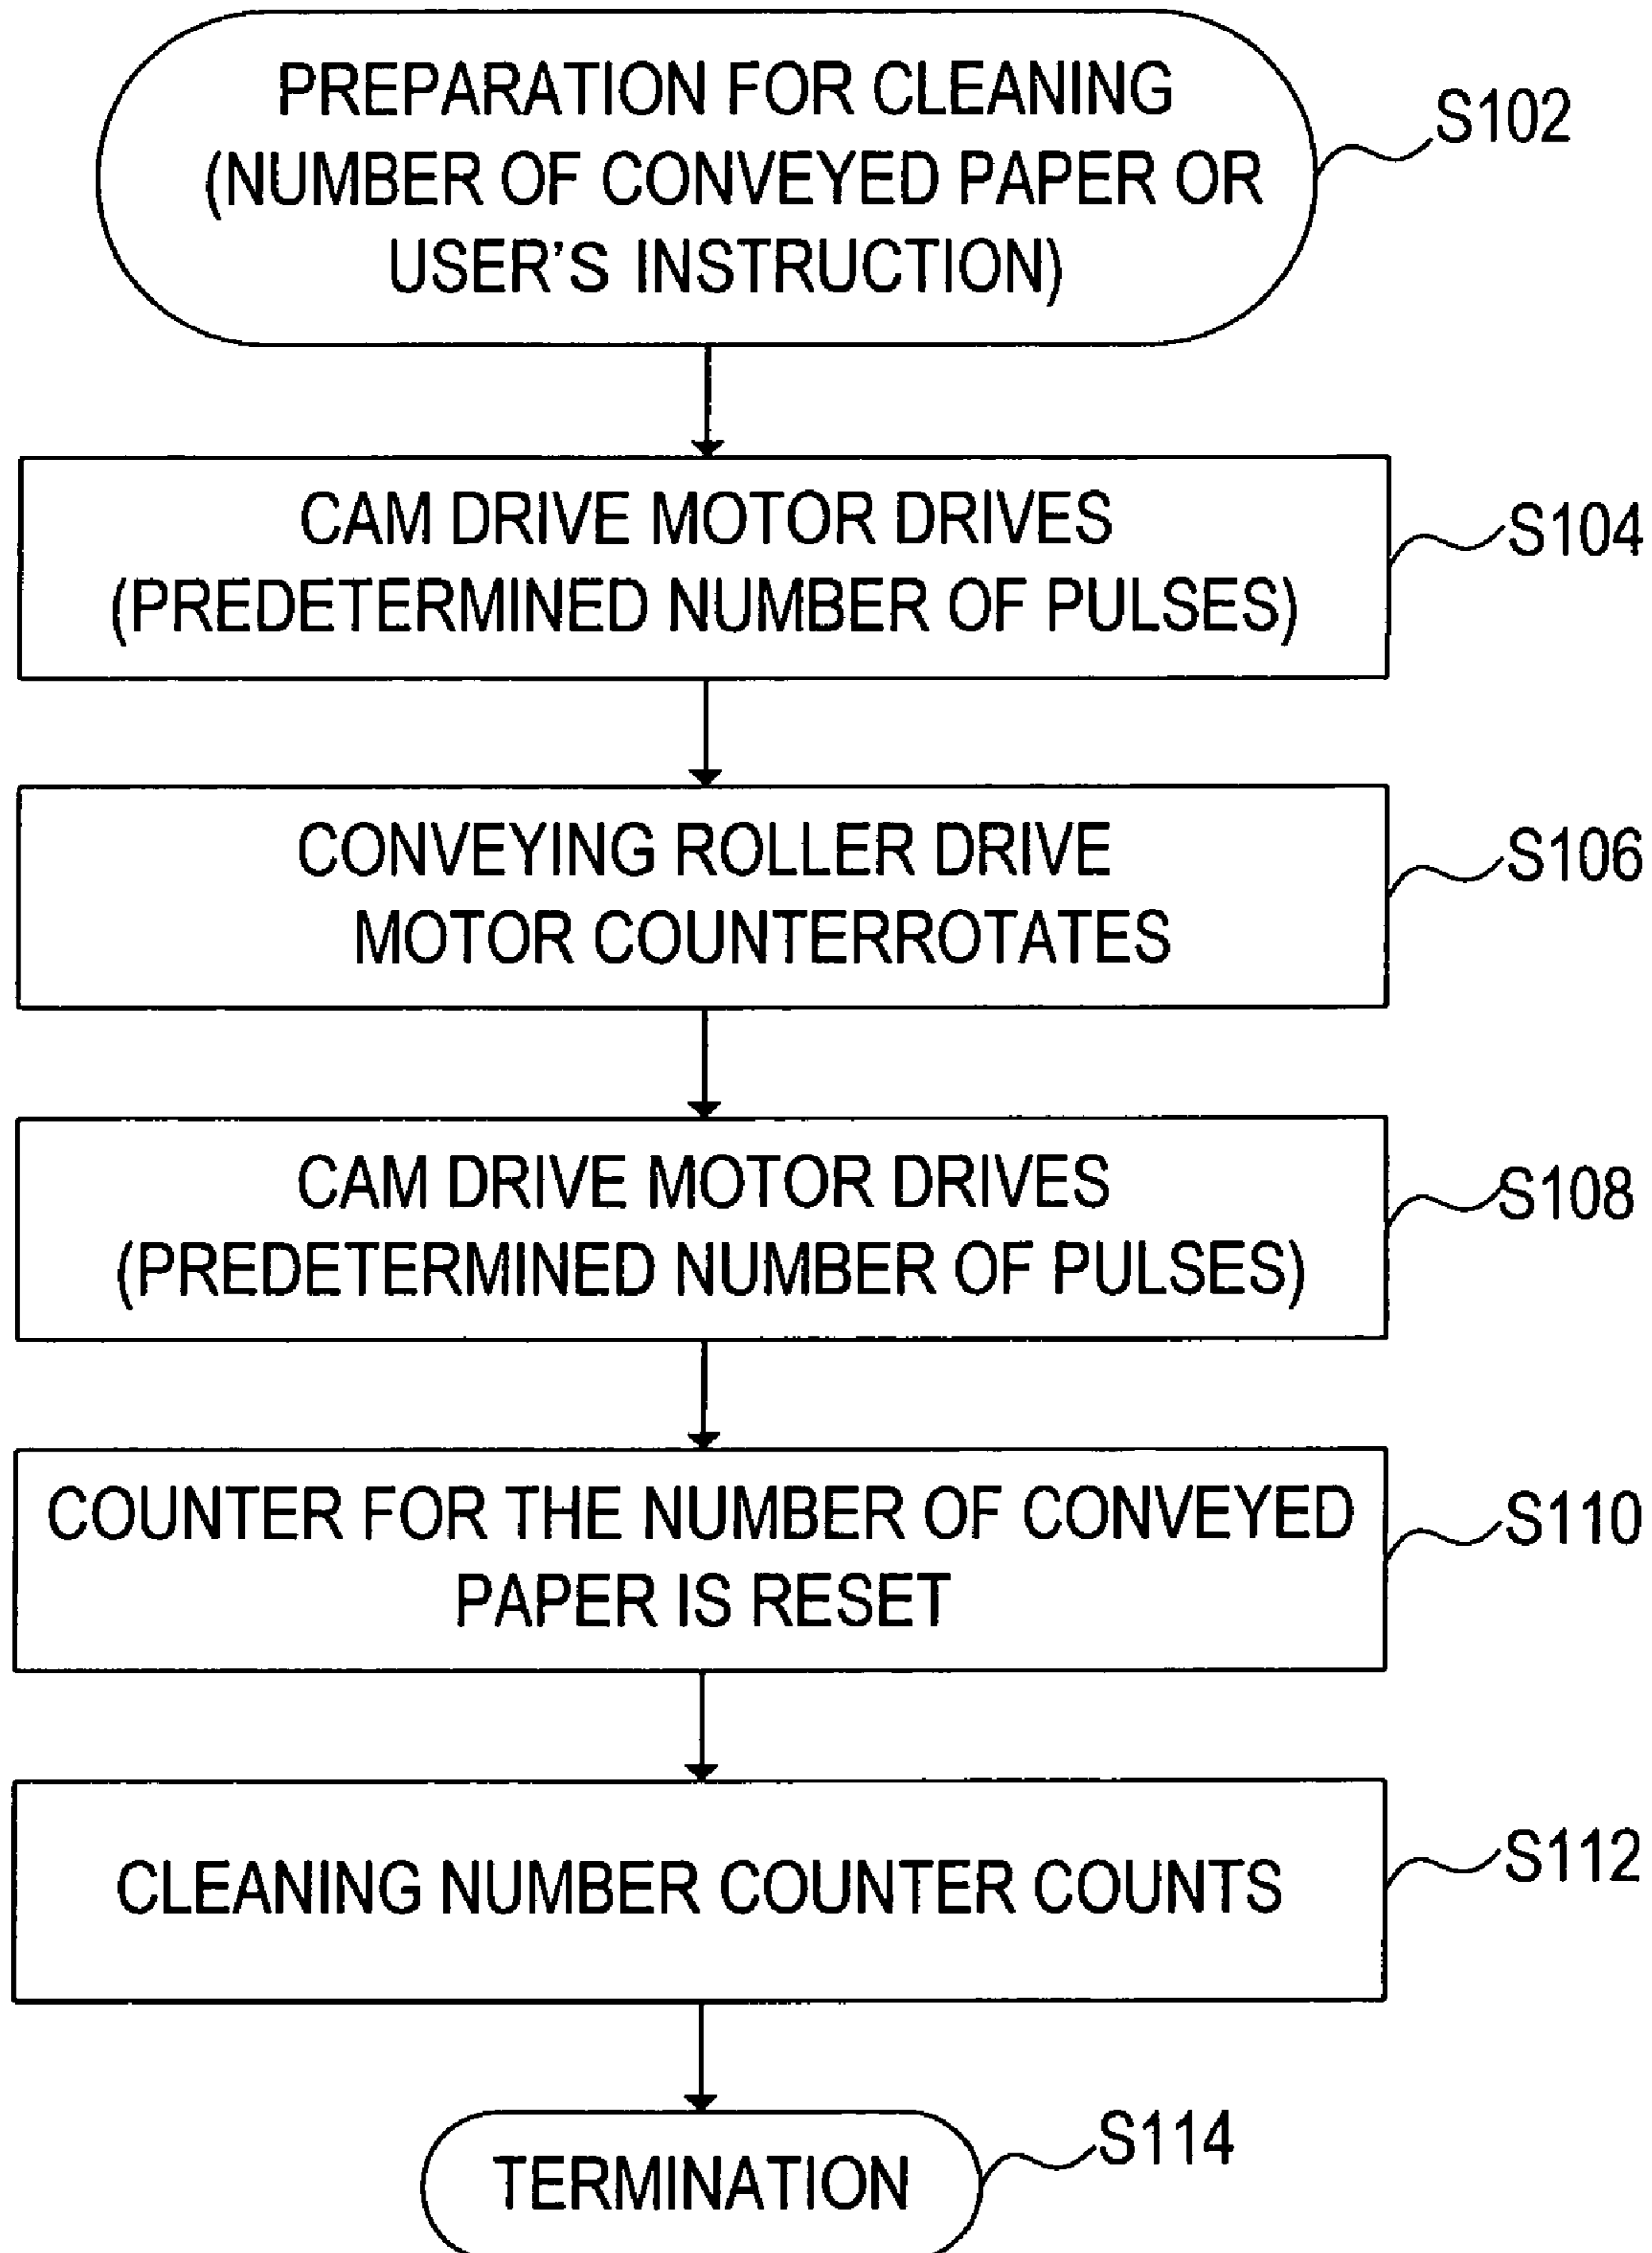 PREPARATION FOR CLEANING
(NUMBER OF CONVEYED PAPER OR
USER'S INSTRUCTION)
S102
CAM DRIVE MOTOR DRIVES
(PREDETERMINED NUMBER OF PULSES)
S104
CONVEYING ROLLER DRIVE
MOTOR COUNTERROTATES
S106
CAM DRIVE MOTOR DRIVES
(PREDETERMINED NUMBER OF PULSES)
S108
COUNTER FOR THE NUMBER OF CONVEYED
PAPER IS RESET
S110
CLEANING NUMBER COUNTER COUNTS
S112
TERMINATION
S114